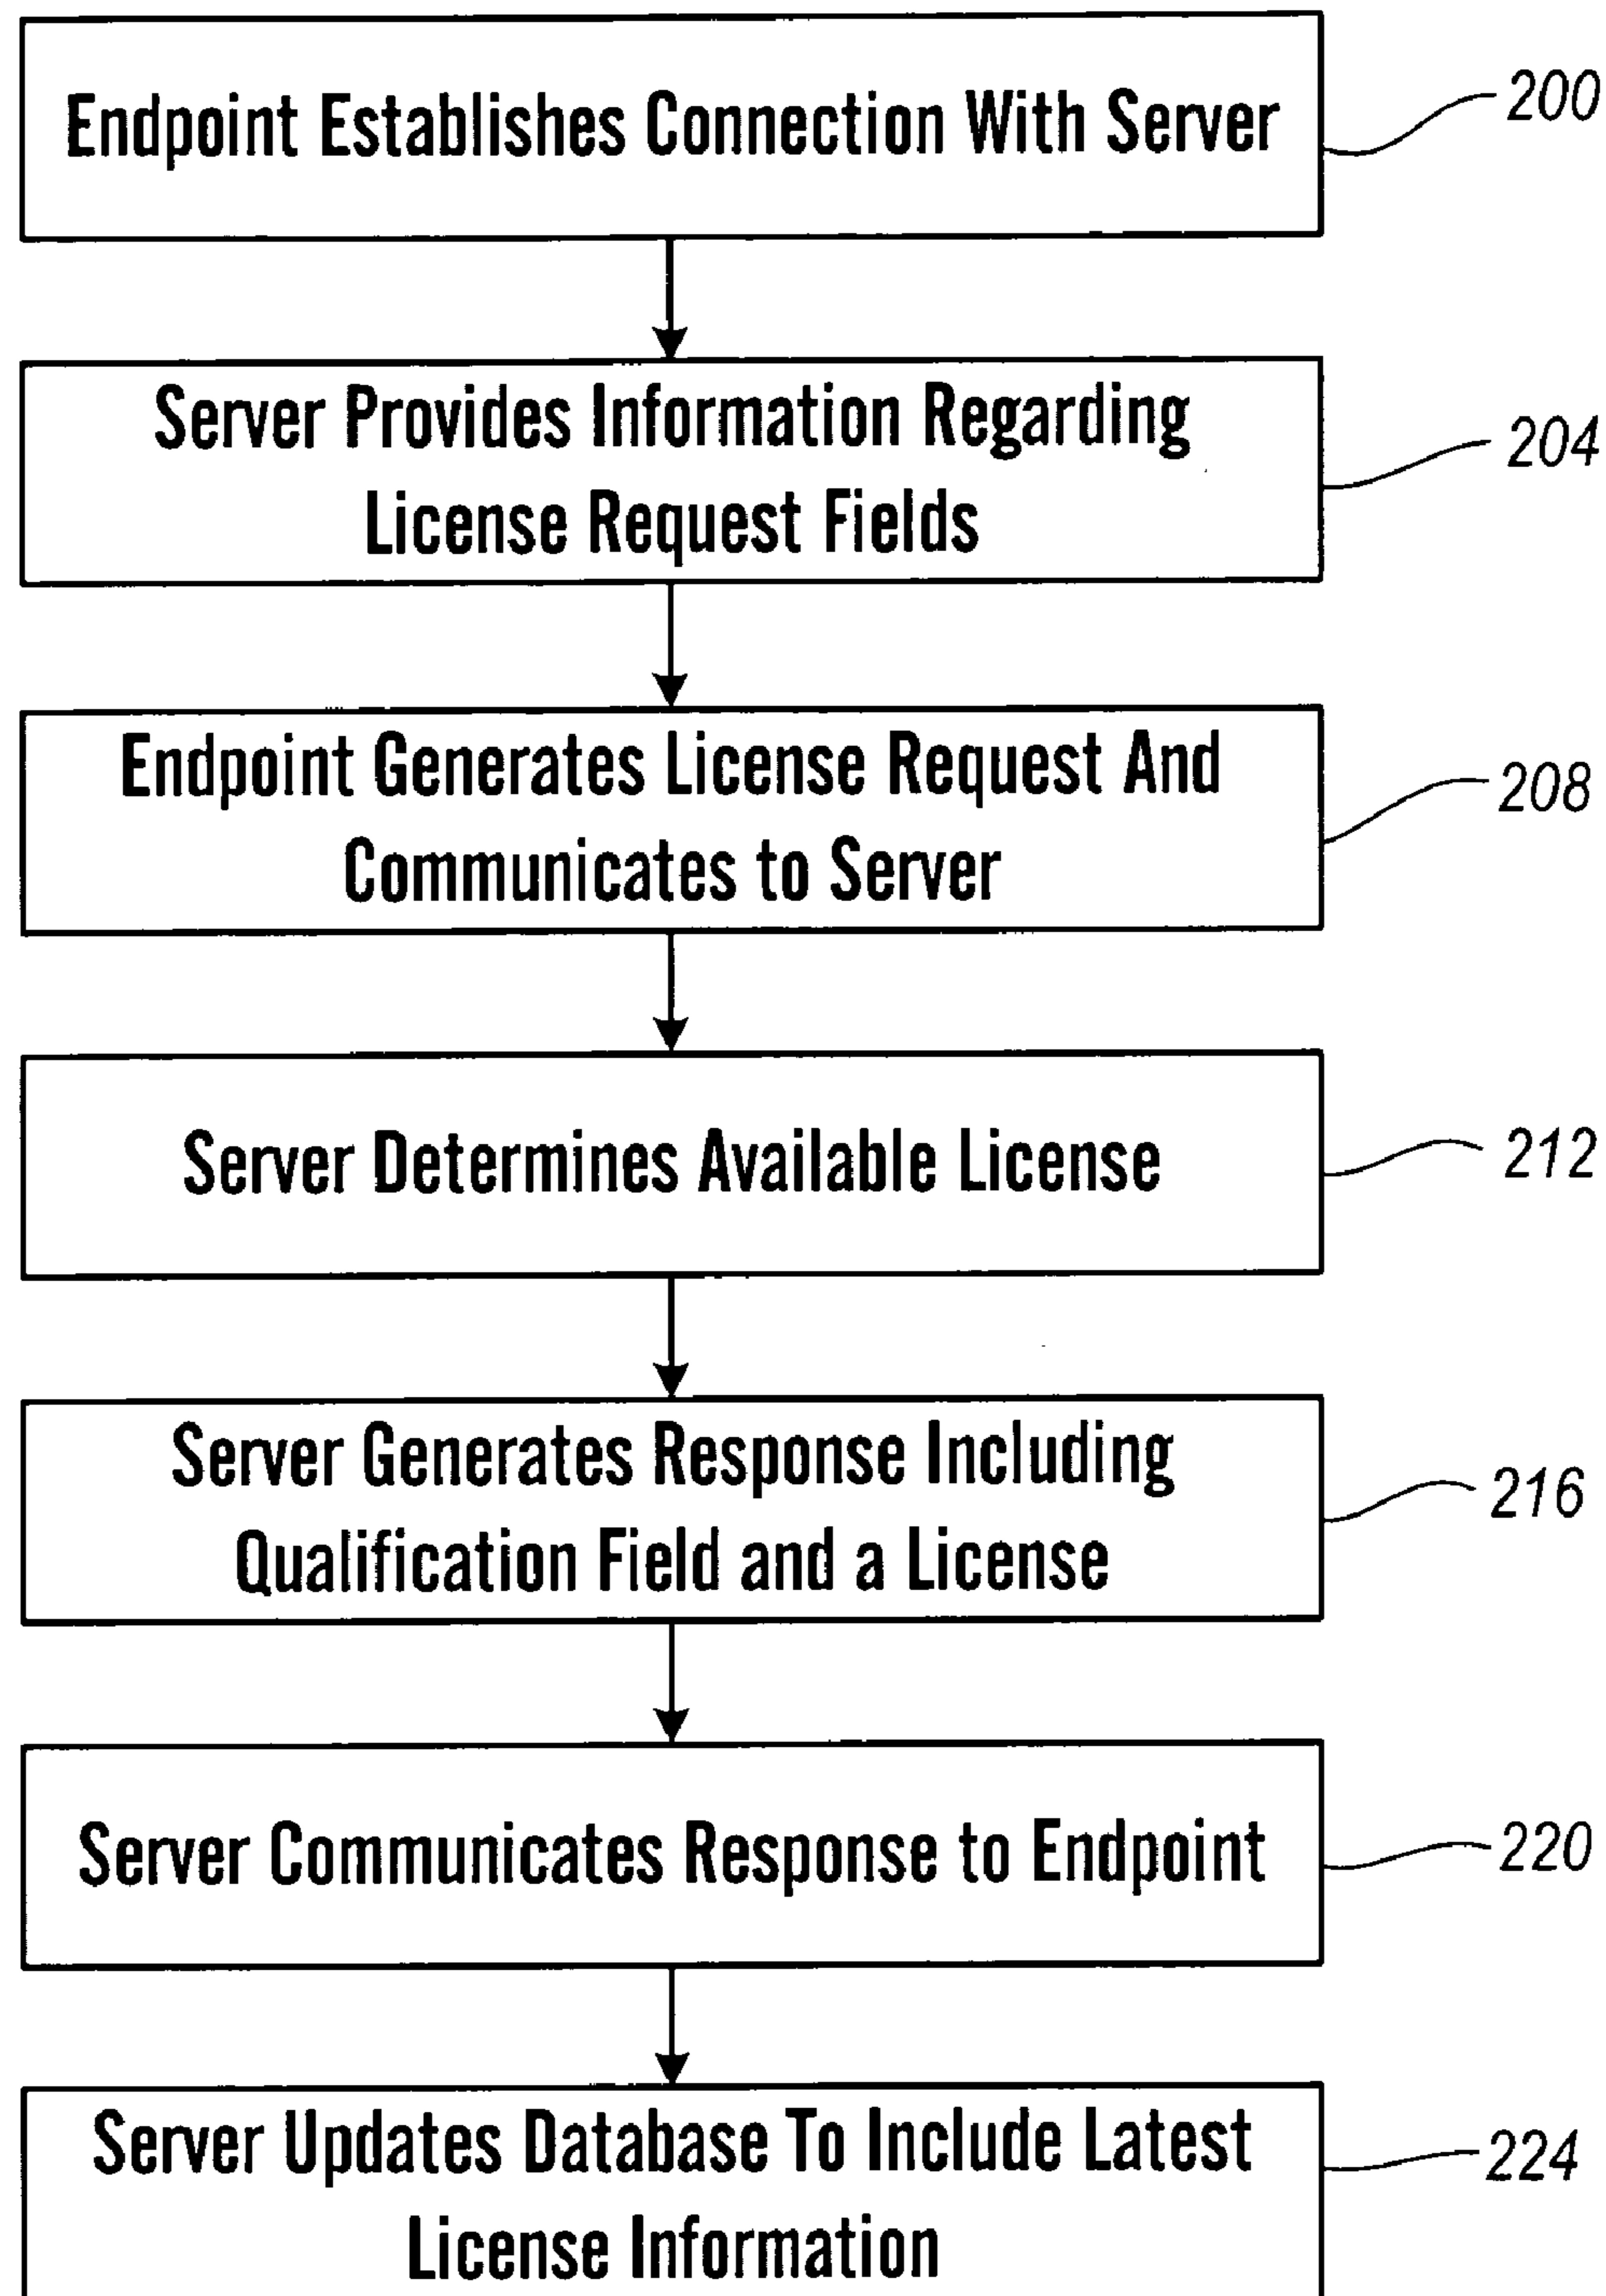 Endpoint Establishes Connection With Server
200
Server Provides Information Regarding
License Request Fields
204
Endpoint Generates License Request And
Communicates to Server
208
Server Determines Available License
212
Server Generates Response Including
Qualification Field and a License
216
Server Communicates Response to Endpoint
220
Server Updates Database To Include Latest
License Information
224